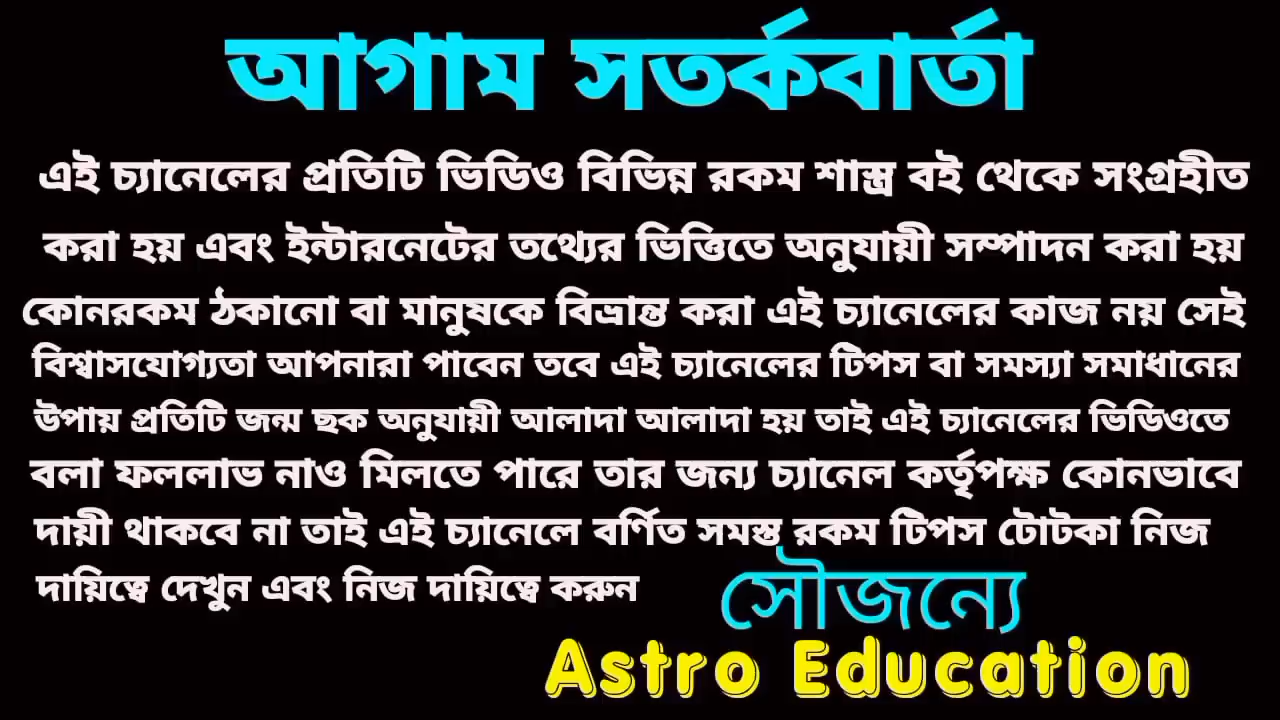 আগাম সতর্কবার্তা
এই চ্যানেলের প্রতিটি ভিডিও বিভিন্ন রকম শাস্ত্র বই থেকে সংগ্রহীত
করা হয় এবং ইন্টারনেটের তথ্যের ভিত্তিতে অনুযায়ী সম্পাদন করা হয়
কোনরকম ঠকানো বা মানুষকে বিভ্রান্ত করা এই চ্যানেলের কাজ নয় সেই
বিশ্বাসযোগ্যতা আপনারা পাবেন তবে এই চ্যানেলের টিপস বা সমস্যা সমাধানের
উপায় প্রতিটি জন্ম ছক অনুযায়ী আলাদা আলাদা হয় তাই এই চ্যানেলের ভিডিওতে
বলা ফললাভ নাও মিলতে পারে তার জন্য চ্যানেল কর্তৃপক্ষ কোনভাবে
দায়ী থাকবে না তাই এই চ্যানেলে বর্ণিত সমস্ত রকম টিপস টোটকা নিজ
দায়িত্বে দেখুন এবং নিজ দায়িত্বে করুন
সৌজন্যে
Astro Education